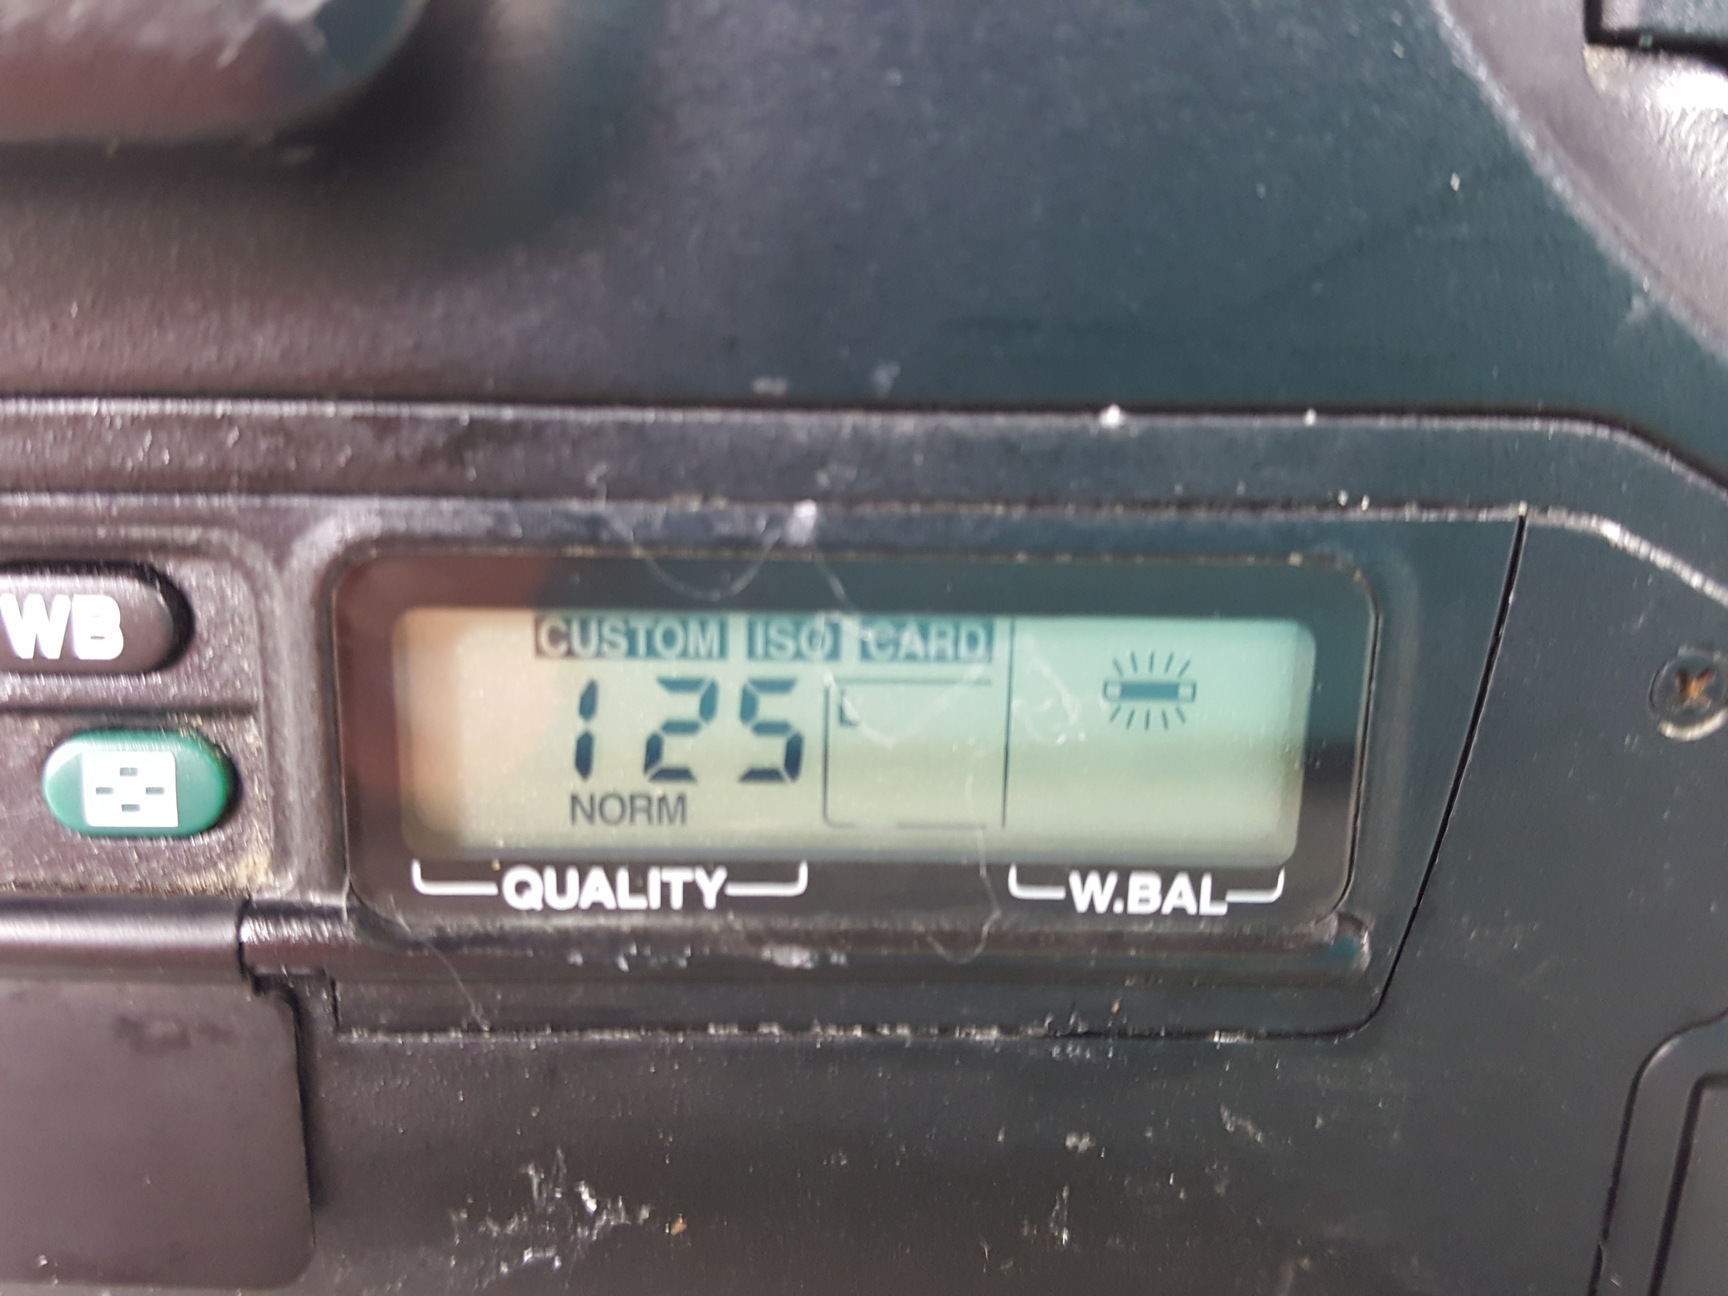 WB
CUSTOM ISO CARD
125
NORM
QUALITY W.BAL